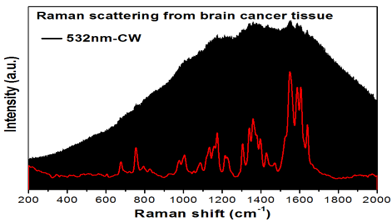 Raman scattering from brain cancer tissue
532nm-CW
Intensity (a.u.)
200 400 600 800 1000 1200 1400 1600 1800 2000
Raman shift (cm-1)